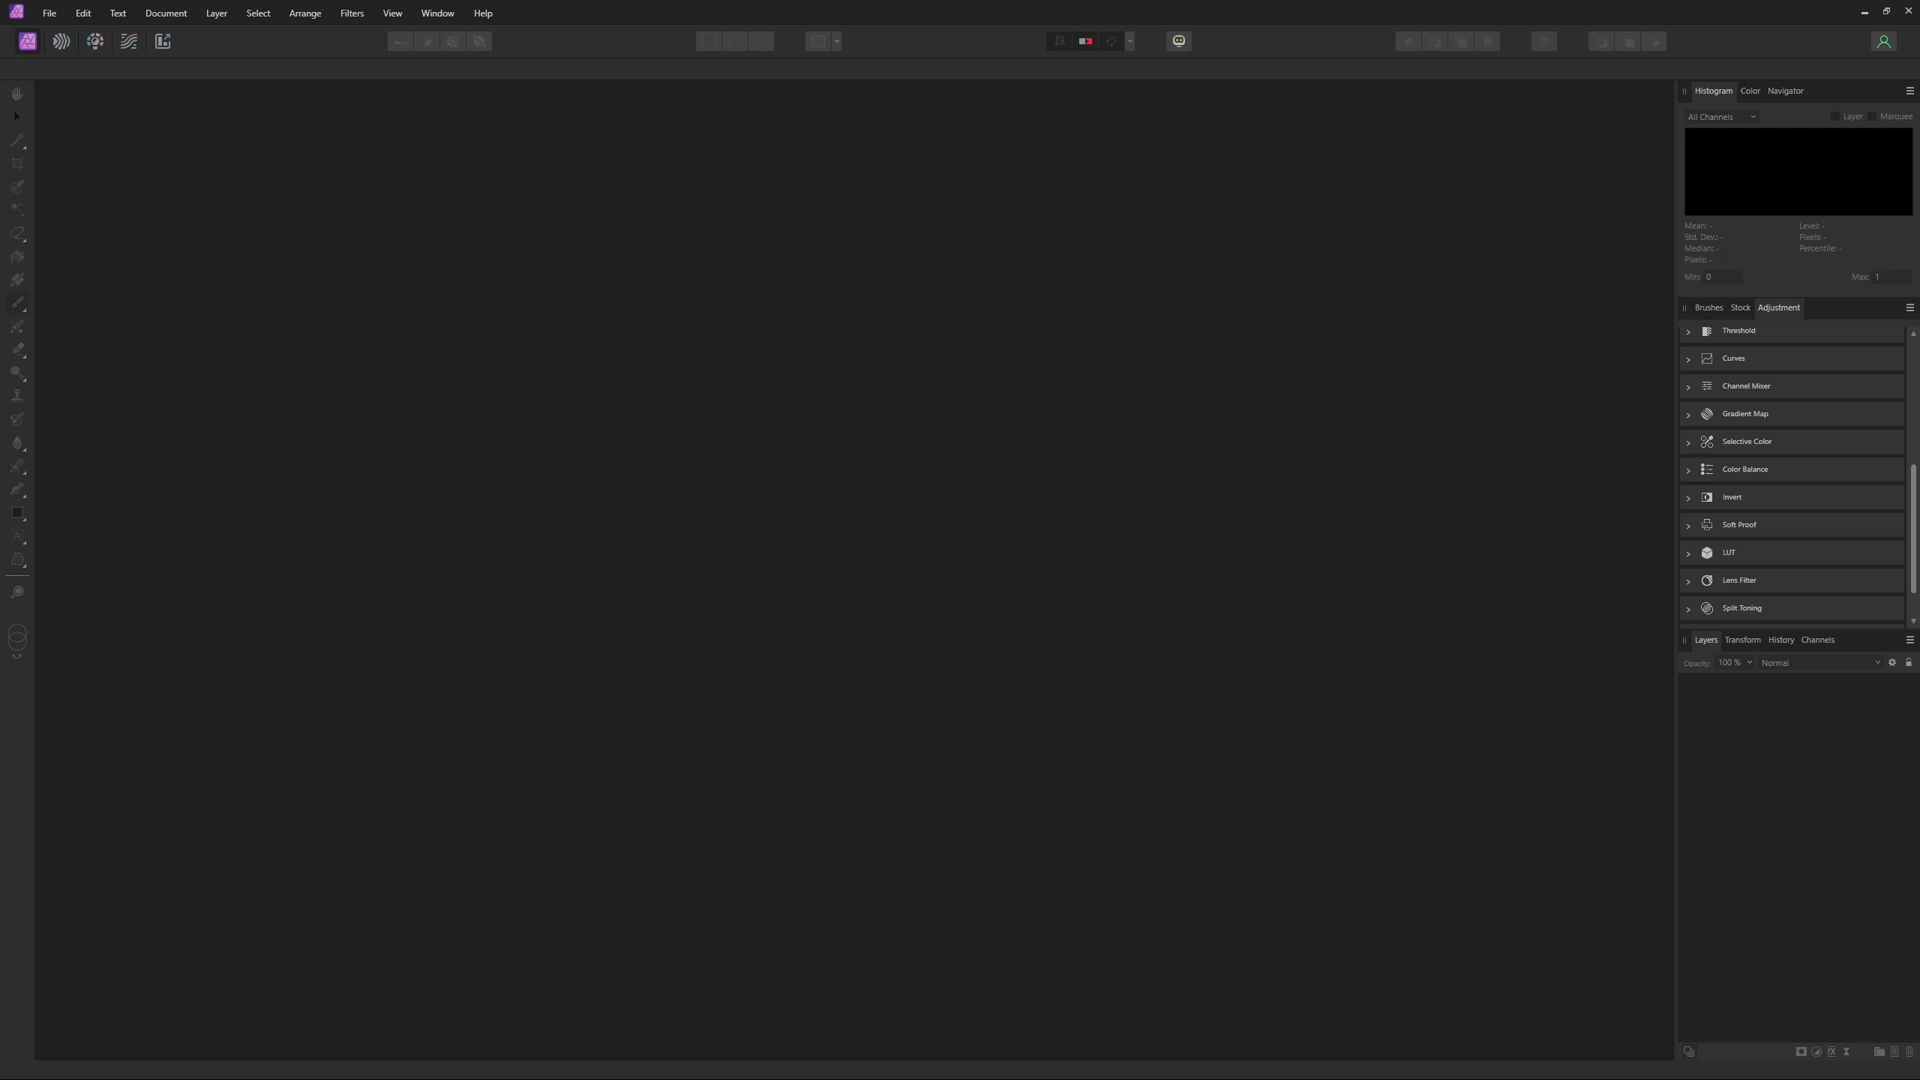 File Edit Text Document Layer Select Arrange Filters View Window Help
Histogram Color Navigator
All Channels Layer Marquee
Mean: - Level: -
Std. Dev.: - Pixels: -
Median: - Percentile: -
Pixels: -
Min: 0 Max: 1
Brushes Stock Adjustment
Threshold
Curves
Channel Mixer
Gradient Map
Selective Color
Color Balance
Invert
Soft Proof
LUT
Lens Filter
Split Toning
Layers Transform History Channels
Opacity: 100 % Normal